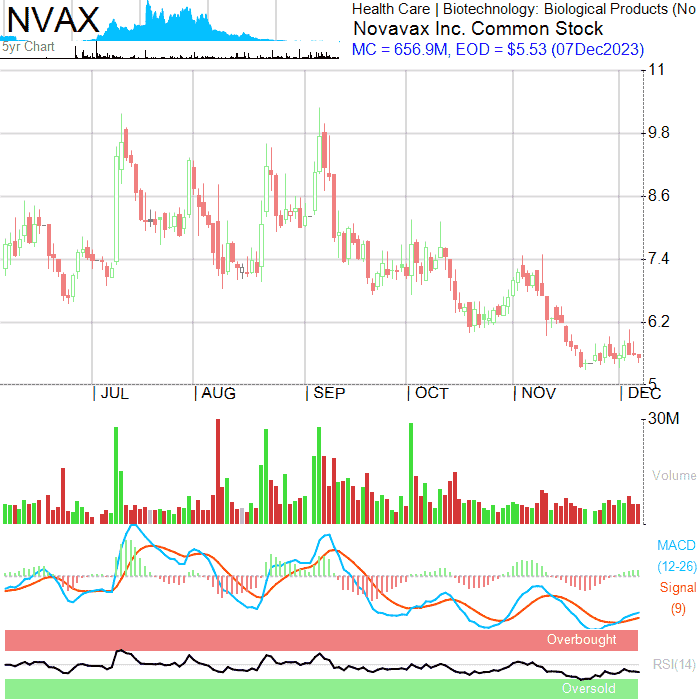 NVAX
5yr Chart
Health Care | Biotechnology: Biological Products (No
Novavax Inc. Common Stock
MC = 656.9M, EOD = $5.53 (07Dec2023)
11
9.8
8.6
7.4
6.2
5
JUL AUG SEP OCT NOV DEC
30M
Volume
MACD
(12-26)
Signal
(9)
Overbought
RSI(14)
Oversold